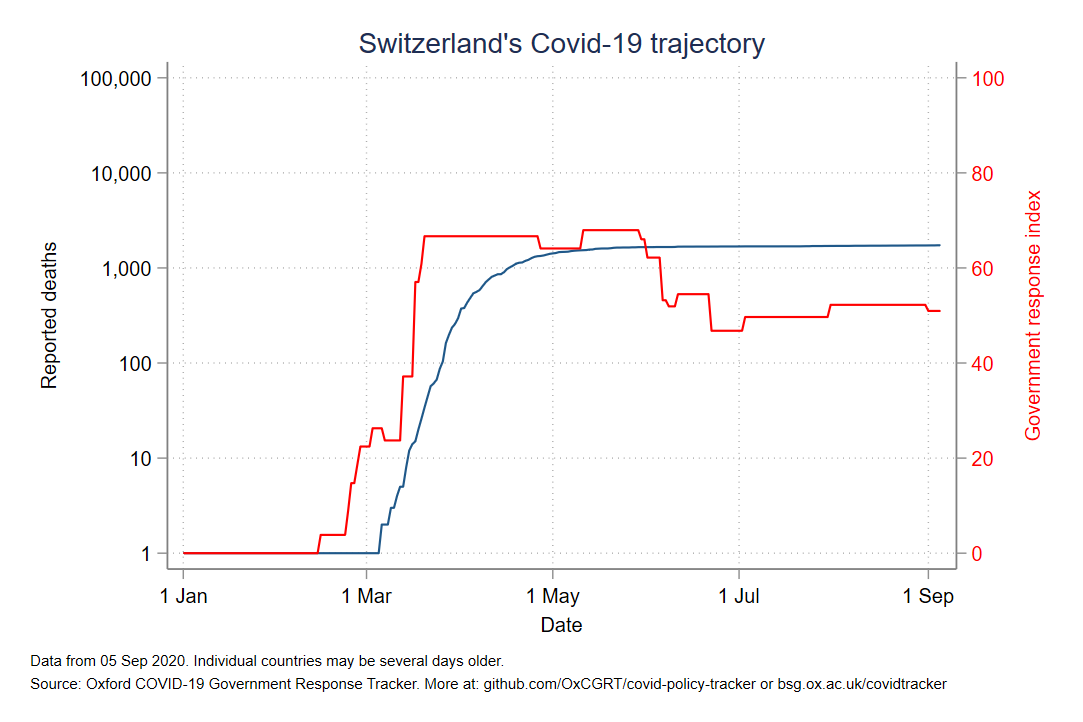 Switzerland's Covid-19 trajectory
100,000
10,000
1,000
100
10
1
Reported deaths
100
80
60
40
20
0
Government response index
1 Jan
1 Mar
1 May
1 Jul
1 Sep
Date
Data from 05 Sep 2020. Individual countries may be several days older.
Source: Oxford COVID-19 Government Response Tracker. More at: github.com/OxCGRT/covid-policy-tracker or bsg.ox.ac.uk/covidtracker